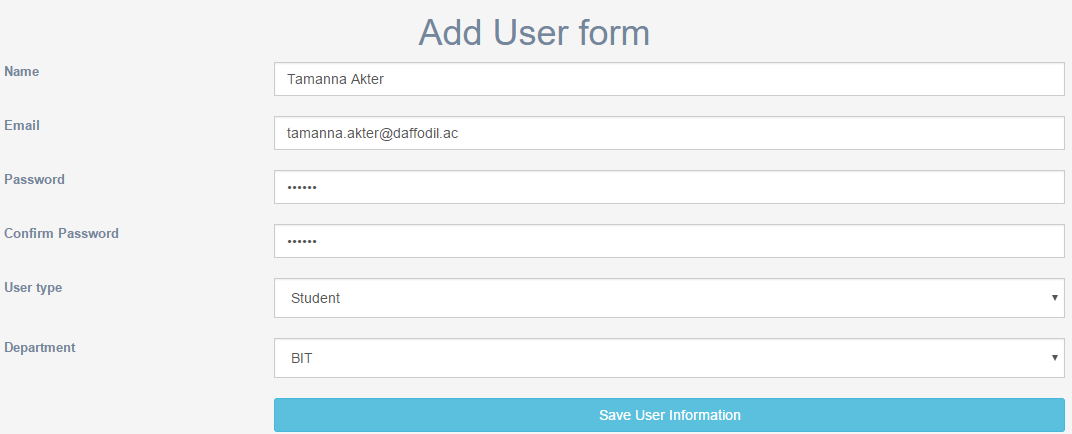 Add User form
Name
Tamanna Akter
Email
tamanna.akter@daffodil.ac
Password
••••••
Confirm Password
••••••
User type
Student
Department
BIT
Save User Information